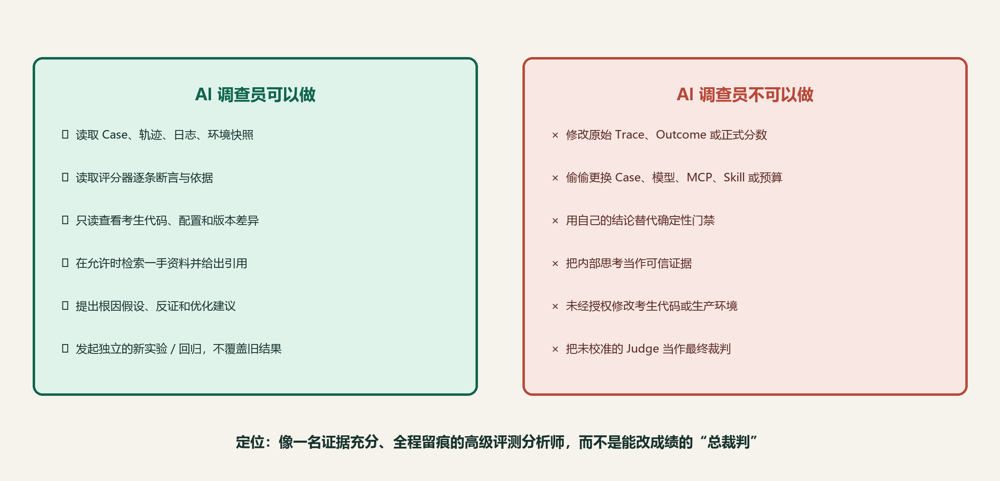 AI 调查员可以做
□ 读取 Case、轨迹、日志、环境快照
□ 读取评分器逐条断言与依据
□ 只读查看考生代码、配置和版本差异
□ 在允许时检索一手资料并给出引用
□ 提出根因假设、反证和优化建议
□ 发起独立的新实验 / 回归，不覆盖旧结果
AI 调查员不可以做
× 修改原始 Trace、Outcome 或正式分数
× 偷偷更换 Case、模型、MCP、Skill 或预算
× 用自己的结论替代确定性门禁
× 把内部思考当作可信证据
× 未经授权修改考生代码或生产环境
× 把未校准的 Judge 当作最终裁判
定位：像一名证据充分、全程留痕的高级评测分析师，而不是能改成绩的“总裁判”